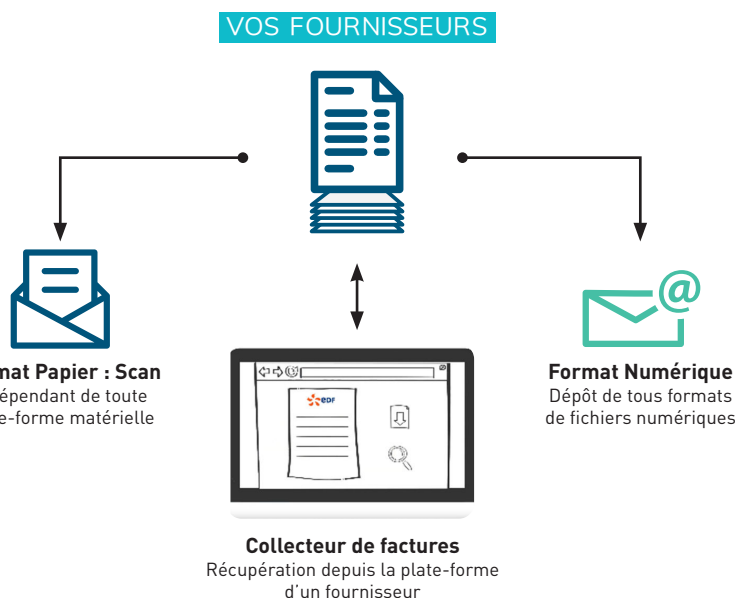 VOS FOURNISSEURS
mat Papier : Scan
épendant de toute
e-forme matérielle
edf
Format Numérique
Dépôt de tous formats
de fichiers numériques
Collecteur de factures
Récupération depuis la plate-forme
d'un fournisseur